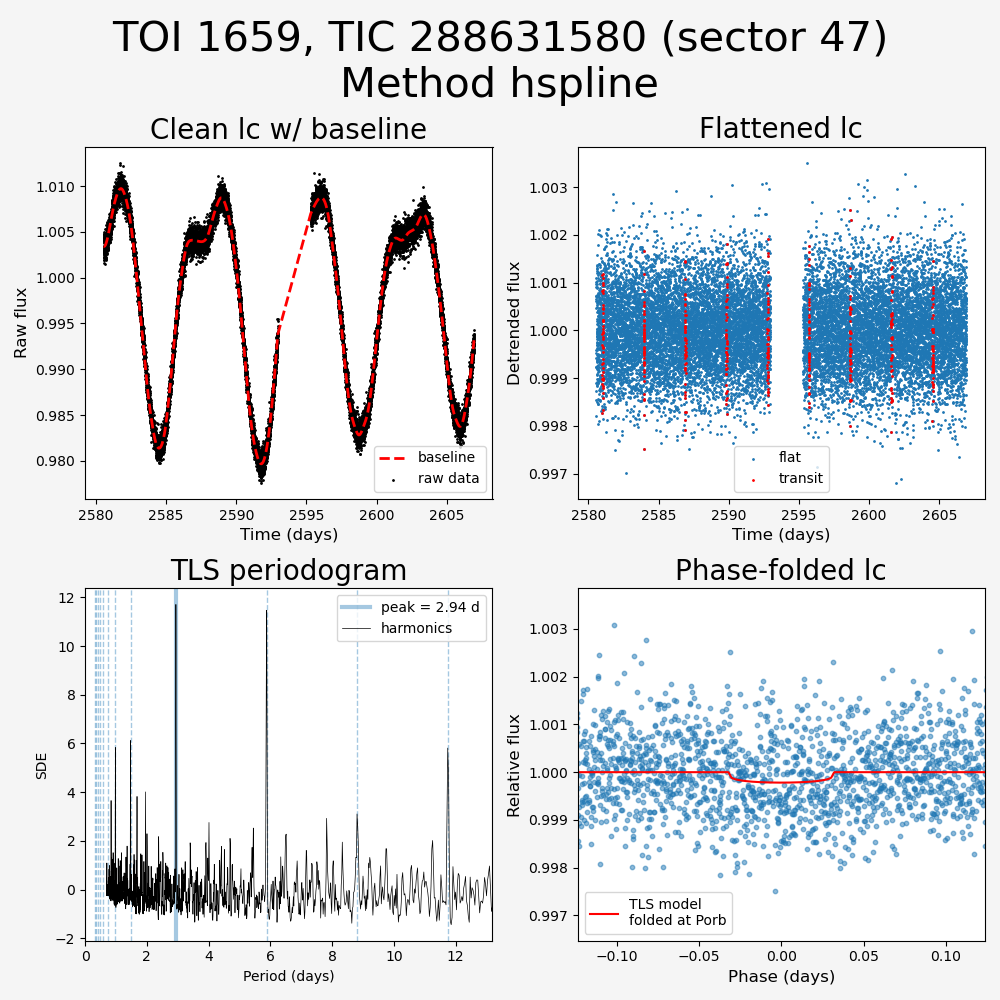 TOI 1659, TIC 288631580 (sector 47)
Method hspline
Clean lc w/ baseline
Raw flux
1.010
1.005
1.000
0.995
0.990
0.985
0.980
baseline
raw data
2580 2585 2590 2595 2600 2605
Time (days)
Flattened lc
Detrended flux
1.003
1.002
1.001
1.000
0.999
0.998
0.997
flat
transit
2580 2585 2590 2595 2600 2605
Time (days)
TLS periodogram
SDE
12
10
8
6
4
2
0
−2
peak = 2.94 d
harmonics
0 2 4 6 8 10 12
Period (days)
Phase-folded lc
Relative flux
1.003
1.002
1.001
1.000
0.999
0.998
0.997
TLS model
folded at Porb
−0.10 −0.05 0.00 0.05 0.10
Phase (days)